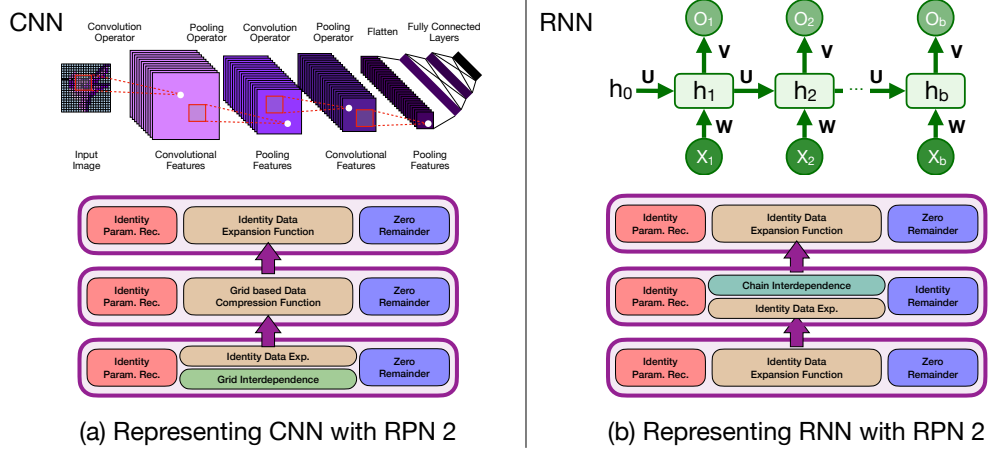 CNN
Convolution
Operator
Pooling
Operator
Convolution
Operator
Pooling
Operator
Flatten
Fully Connected
Layers
Input
Image
Convolutional
Features
Pooling
Features
Convolutional
Features
Pooling
Features
Identity
Param. Rec.
Identity Data
Expansion Function
Zero
Remainder
Identity
Param. Rec.
Grid based Data
Compression Function
Zero
Remainder
Identity
Param. Rec.
Identity Data Exp.
Grid Interdependence
Zero
Remainder
(a) Representing CNN with RPN 2
RNN
O₁
O₂
O_b
V
V
V
h₀
U
h₁
U
h₂
...
U
h_b
W
W
W
X₁
X₂
X_b
Identity
Param. Rec.
Identity Data
Expansion Function
Zero
Remainder
Identity
Param. Rec.
Chain Interdependence
Identity Data Exp.
Identity
Remainder
Identity
Param. Rec.
Identity Data
Expansion Function
Zero
Remainder
(b) Representing RNN with RPN 2